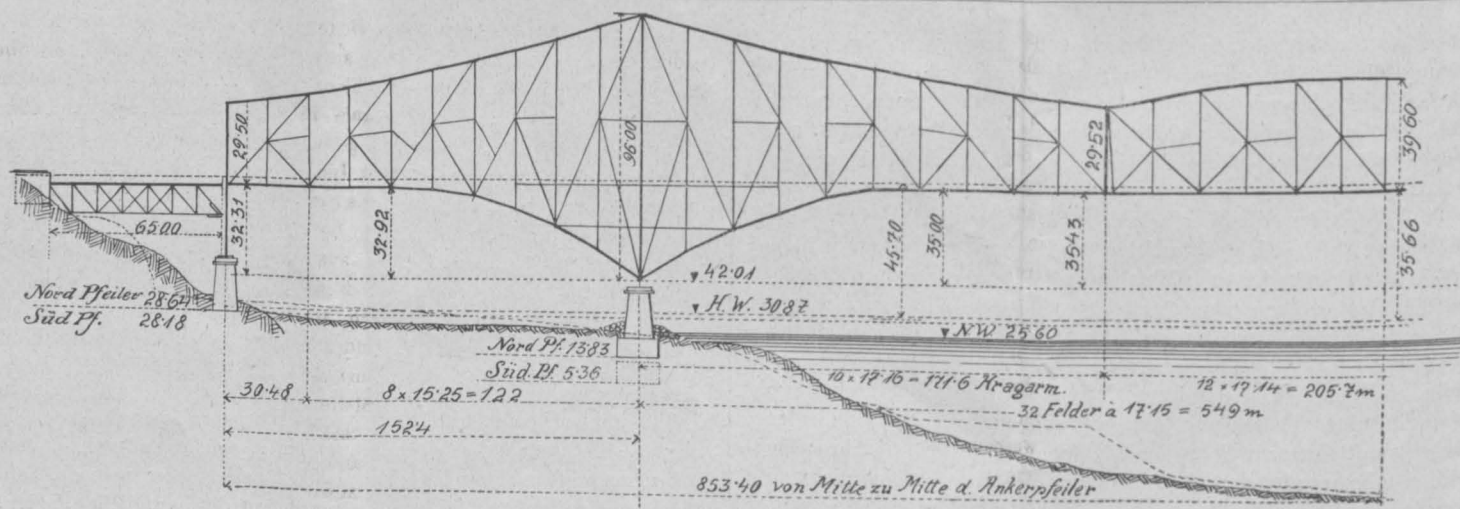 29·50
96·00
29·52
39·60
65·00
32·31
32·92
45·70
35·00
35·43
35·66
▼ 42·01
Nord Pfeiler 28·64
Süd Pf. 28·18
▼ H.W. 30·87
▼ N.W. 25·60
Nord Pf. 13·83
Süd Pf. 5·36
30·48
8 × 15·25 = 122
10 × 17·16 = 171·6 Kragarm.
12 × 17·14 = 205·7 m
32 Felder a 17·15 = 549 m
152·4
853·40 von Mitte zu Mitte d. Ankerpfeiler